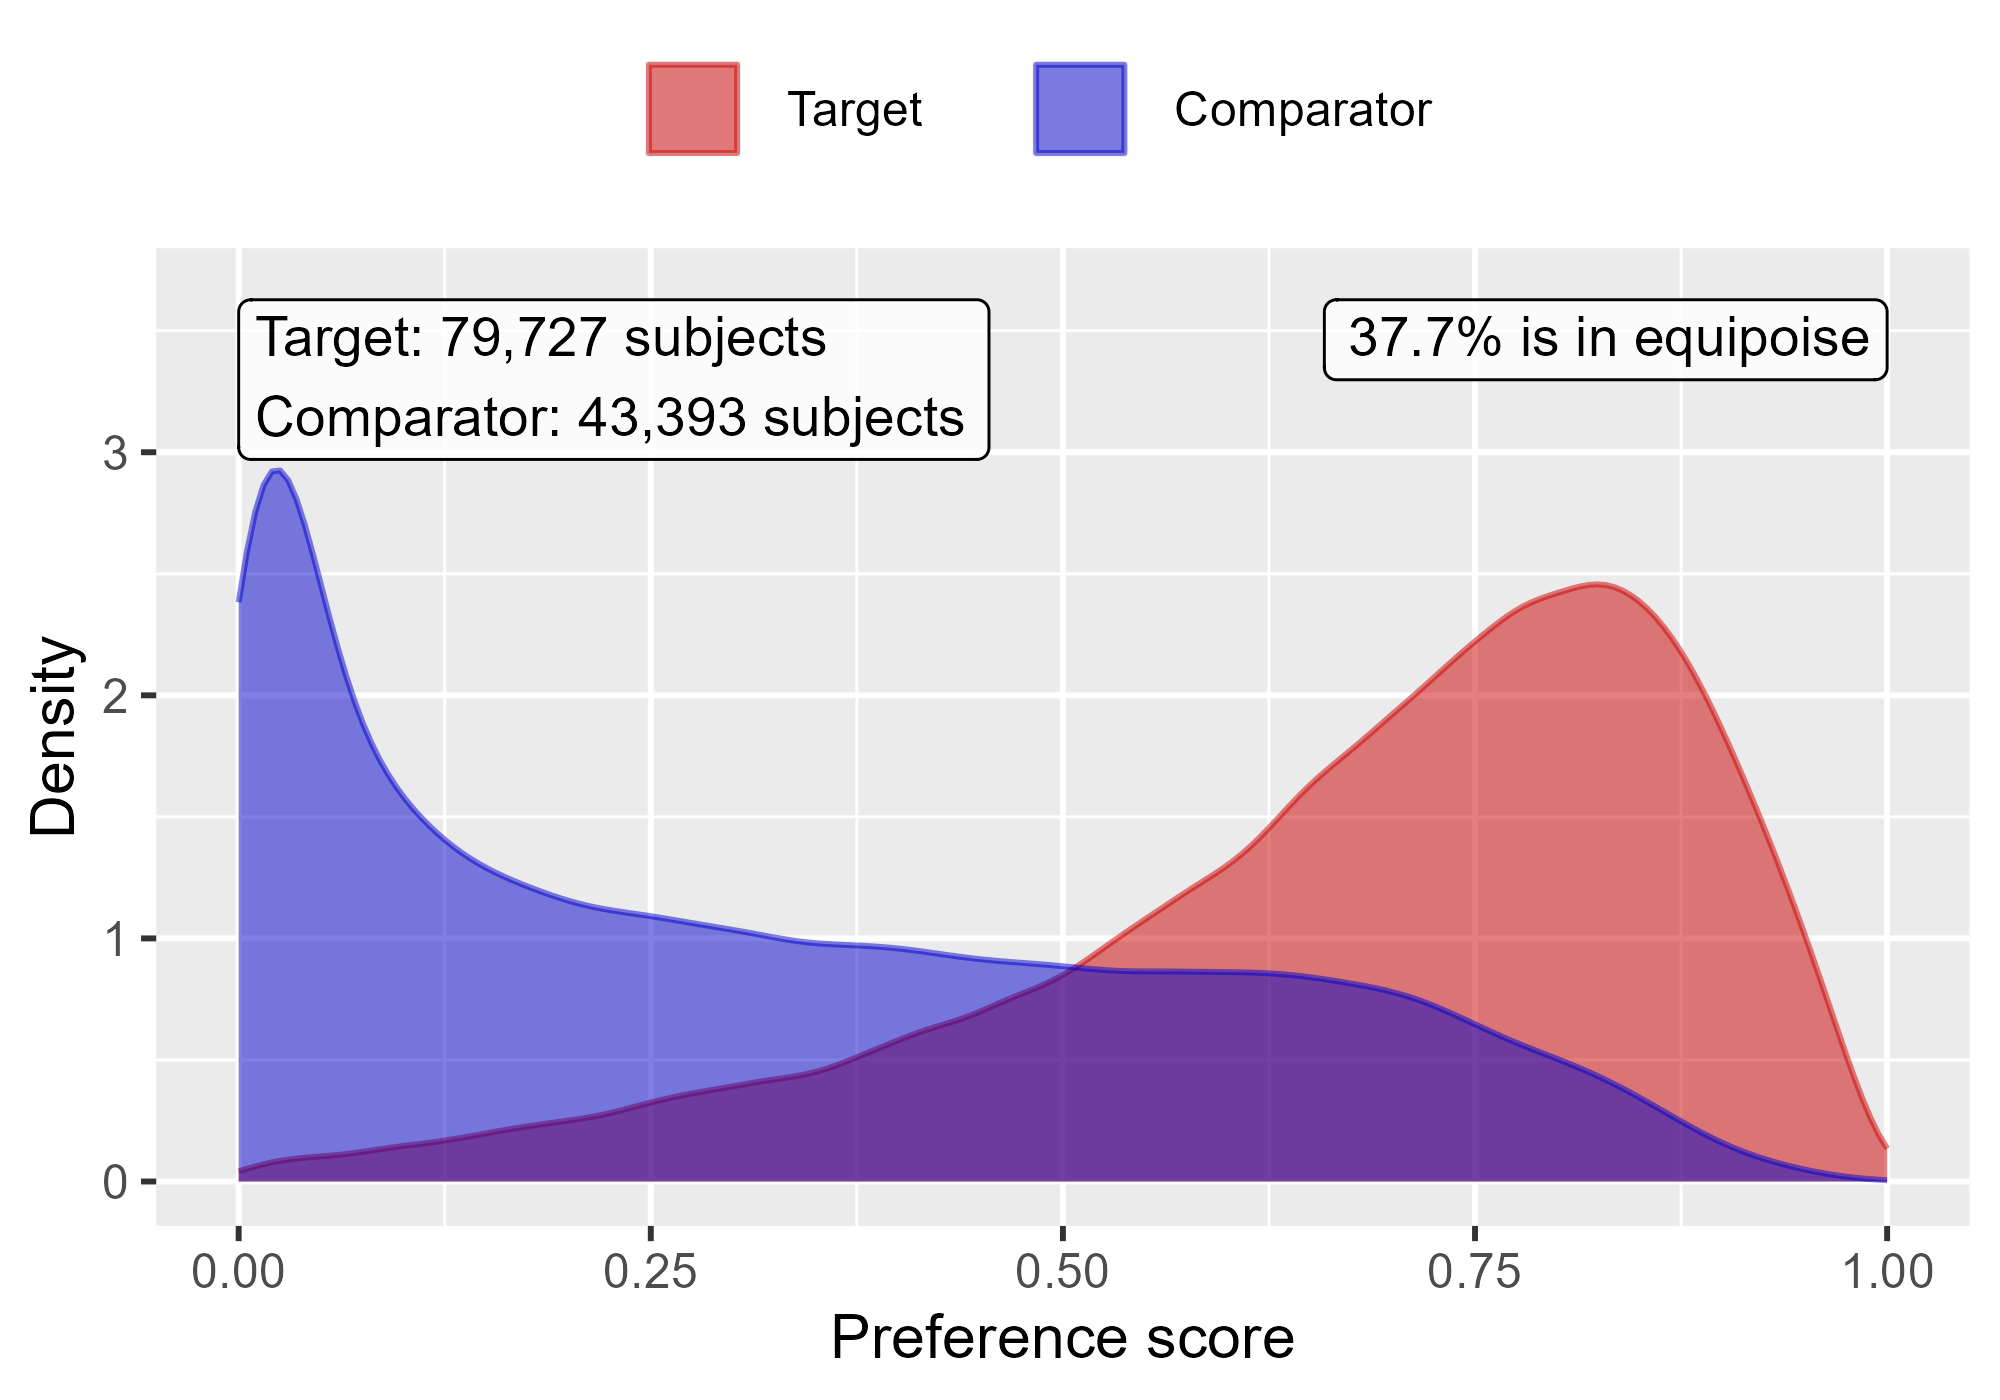 Target
Comparator
Target: 79,727 subjects
Comparator: 43,393 subjects
37.7% is in equipoise
Density
3
2
1
0
0.00
0.25
0.50
0.75
1.00
Preference score